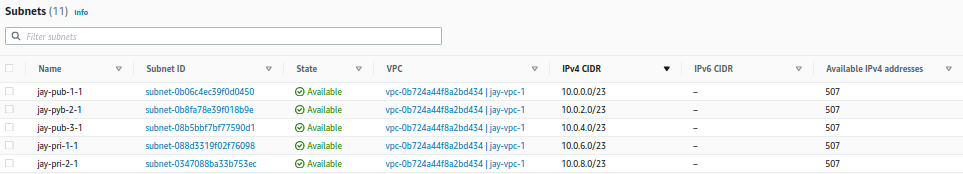 Subnets (11) Info
Filter subnets
Name Subnet ID State VPC IPv4 CIDR IPv6 CIDR Available IPv4 addresses
jay-pub-1-1 subnet-0b06c4ec39f0d0450 Available vpc-0b724a44f8a2bd434 | jay-vpc-1 10.0.0.0/23 – 507
jay-pyb-2-1 subnet-0b8fa78e39f018b9e Available vpc-0b724a44f8a2bd434 | jay-vpc-1 10.0.2.0/23 – 507
jay-pub-3-1 subnet-08b5bbf7bf77590d1 Available vpc-0b724a44f8a2bd434 | jay-vpc-1 10.0.4.0/23 – 507
jay-pri-1-1 subnet-088d3319f02f76098 Available vpc-0b724a44f8a2bd434 | jay-vpc-1 10.0.6.0/23 – 507
jay-pri-2-1 subnet-0347088ba33b753ec Available vpc-0b724a44f8a2bd434 | jay-vpc-1 10.0.8.0/23 – 507